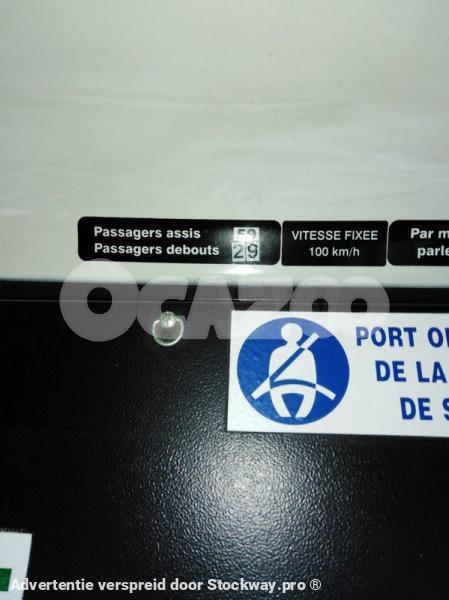 Passagers assis 59
Passagers debouts 29
VITESSE FIXEE
100 km/h
Par
parle
OCAZOO
PORT
DE LA
DE
Advertentie verspreid door Stockway.pro ®